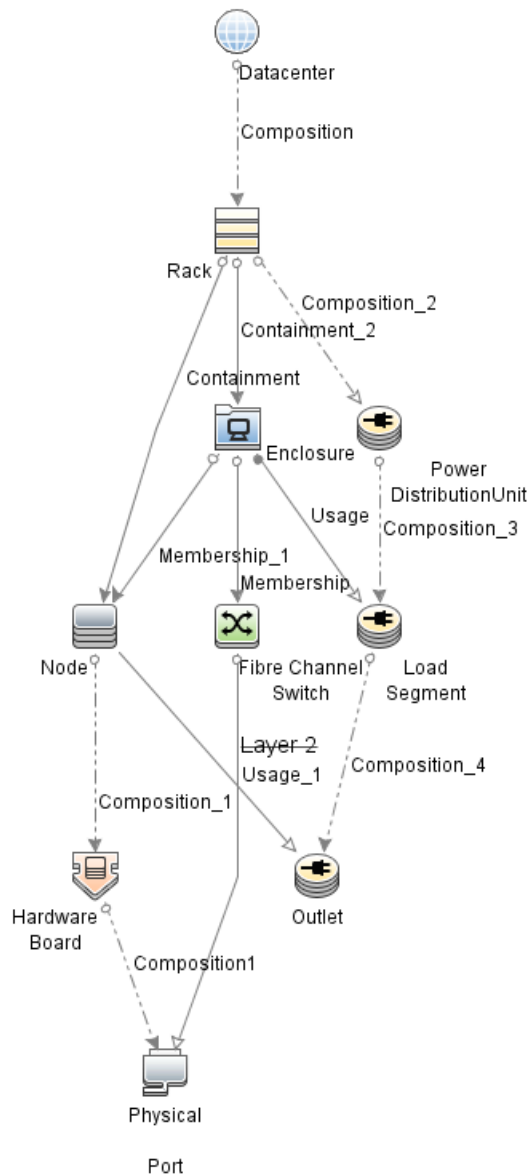 Datacenter
Composition
Rack
Composition_2
Containment_2
Containment
Enclosure
Power
DistributionUnit
Usage
Composition_3
Membership_1
Membership
Node
Fibre Channel
Switch
Load
Segment
Layer 2
Usage_1
Composition_4
Composition_1
Hardware
Board
Outlet
Composition1
Physical
Port